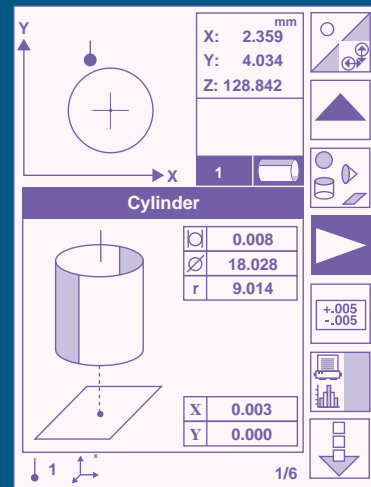 Y
mm
X: 2.359
Y: 4.034
Z: 128.842
X
1
Cylinder
0.008
Ø 18.028
r 9.014
+.005
-.005
X 0.003
Y 0.000
1
x
1/6